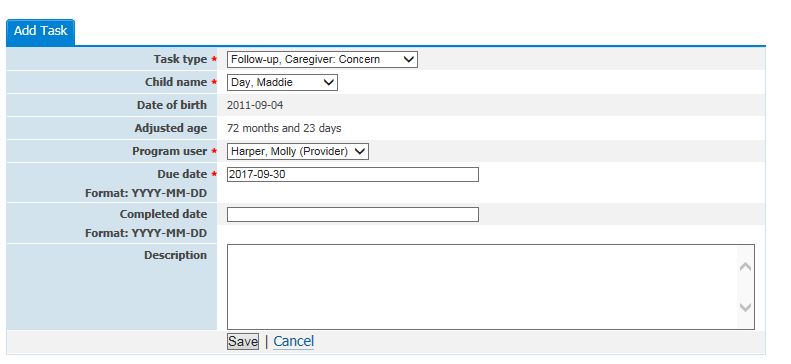 Add Task
Task type * Follow-up, Caregiver: Concern
Child name * Day, Maddie
Date of birth 2011-09-04
Adjusted age 72 months and 23 days
Program user * Harper, Molly (Provider)
Due date * 2017-09-30
Format: YYYY-MM-DD
Completed date
Format: YYYY-MM-DD
Description
Save | Cancel